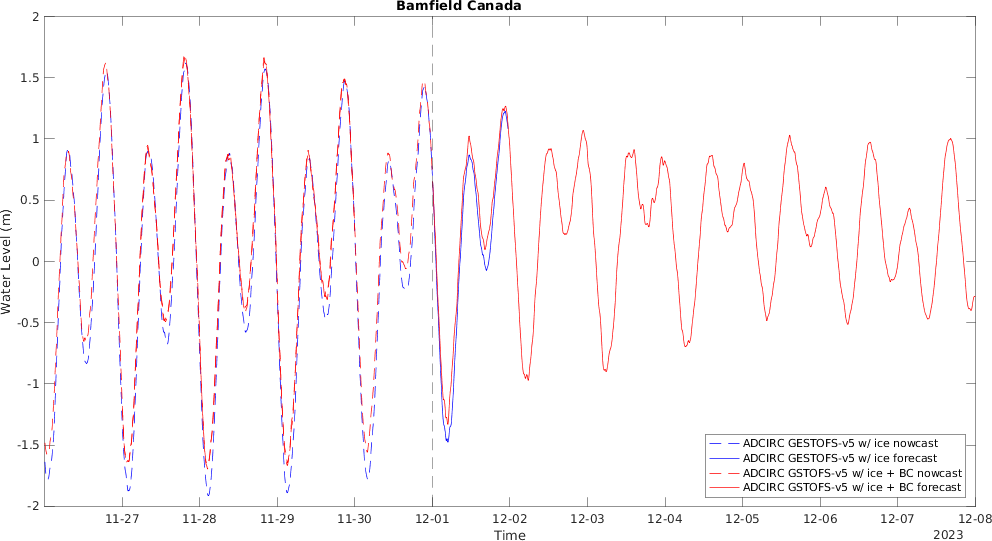 Bamfield Canada
2
1.5
1
0.5
0
-0.5
-1
-1.5
-2
Water Level (m)
ADCIRC GESTOFS-v5 w/ ice nowcast
ADCIRC GESTOFS-v5 w/ ice forecast
ADCIRC GSTOFS-v5 w/ ice + BC nowcast
ADCIRC GSTOFS-v5 w/ ice + BC forecast
11-27 11-28 11-29 11-30 12-01 12-02 12-03 12-04 12-05 12-06 12-07 12-08
Time
2023